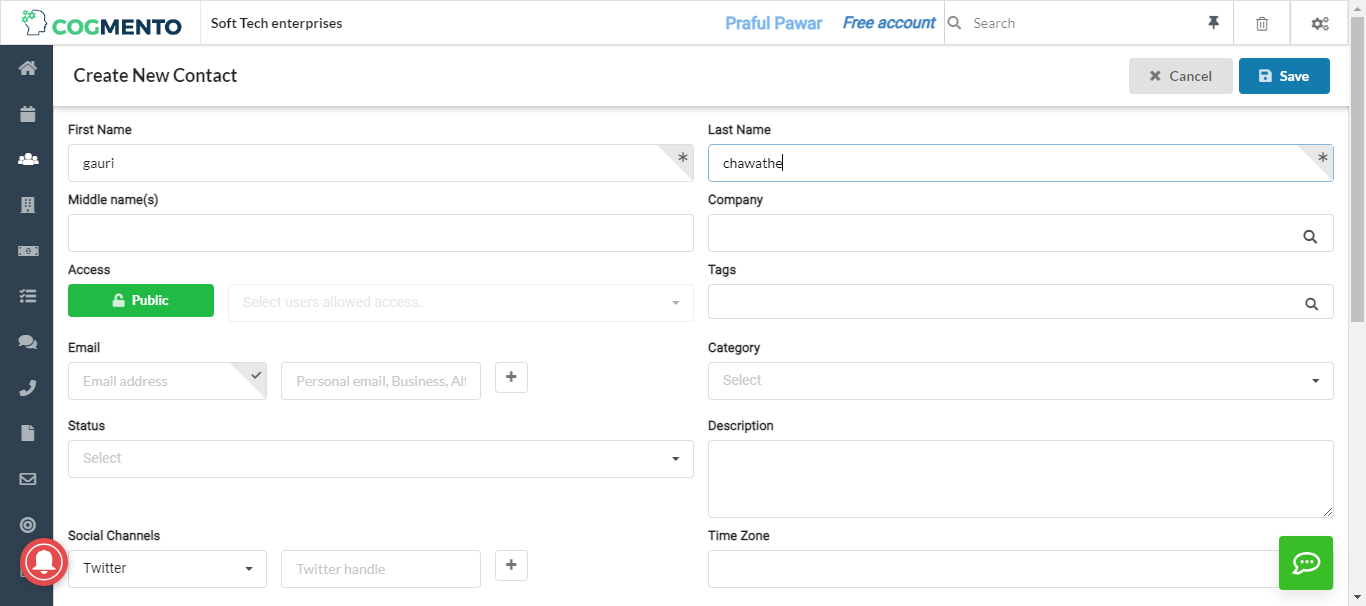 COGMENTO
Soft Tech enterprises
Praful Pawar
Free account
Search
Create New Contact
Cancel
Save
First Name
Last Name
gauri
*
chawathe
*
Middle name(s)
Company
Access
Tags
Public
Select users allowed access.
Email
Category
Email address
Personal email, Business, Alt
+
Select
Status
Description
Select
Social Channels
Time Zone
Twitter
Twitter handle
+